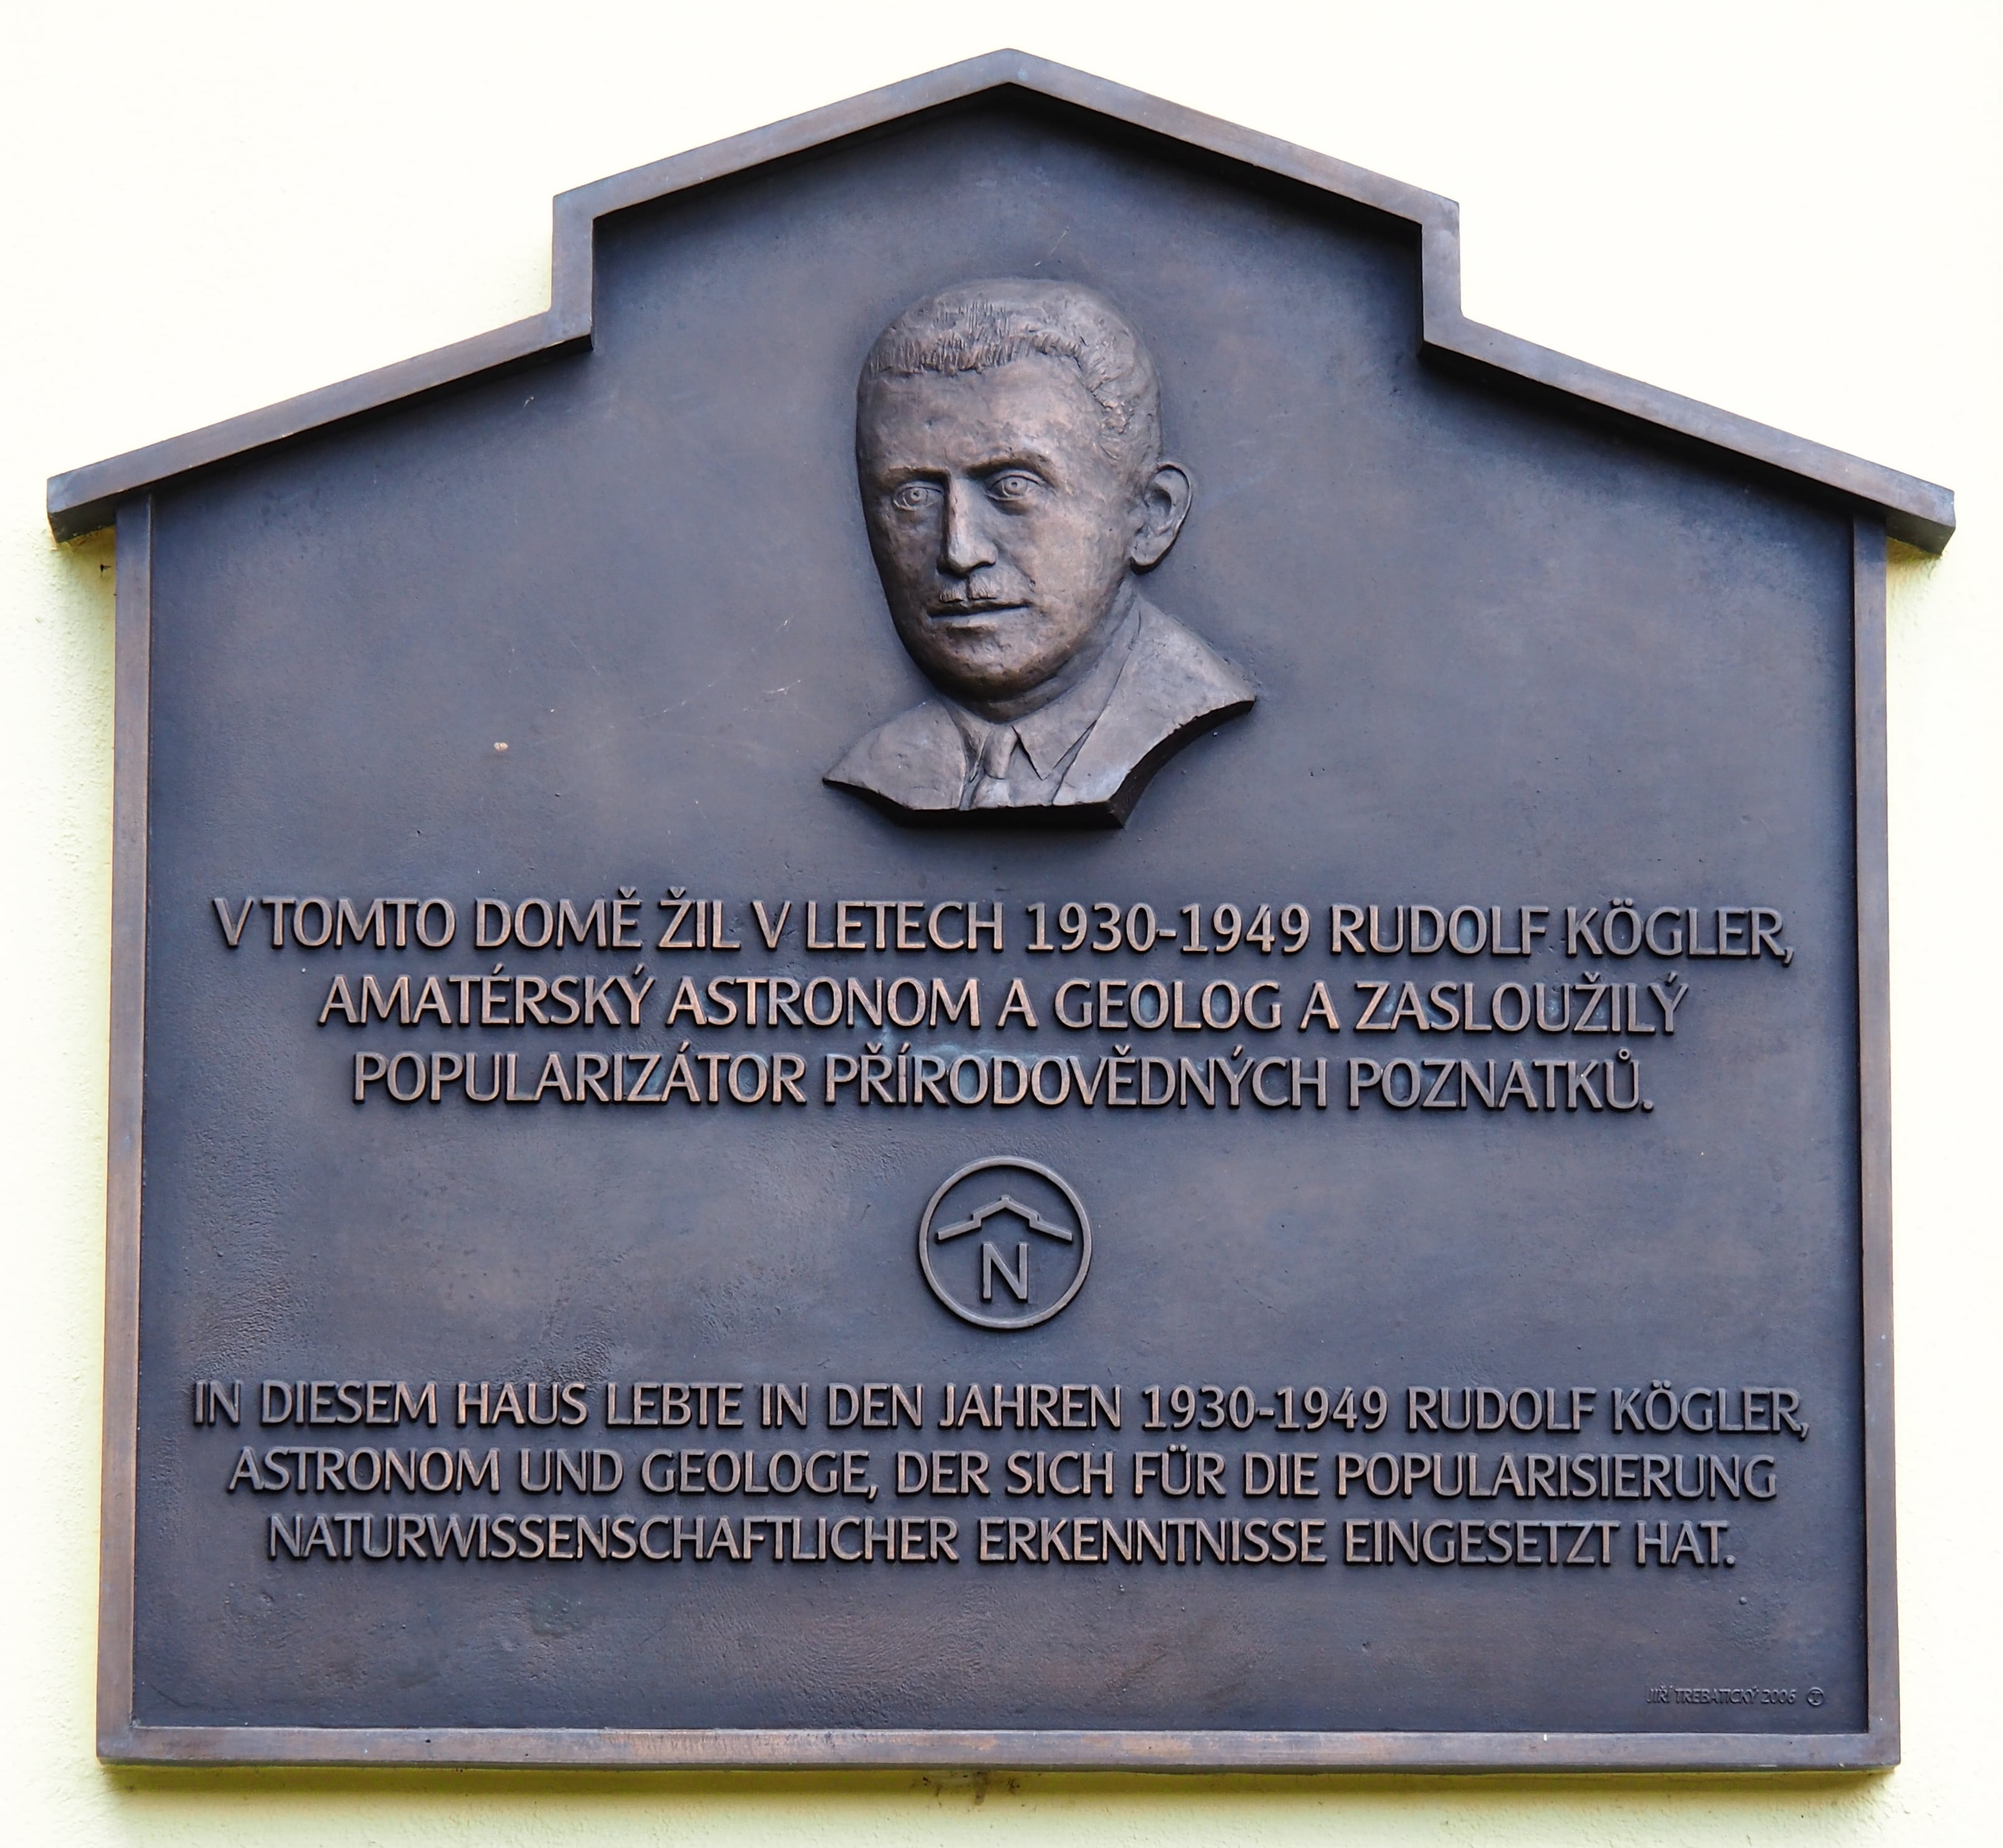 V TOMTO DOMĚ ŽIL V LETECH 1930-1949 RUDOLF KÖGLER,
AMATÉRSKÝ ASTRONOM A GEOLOG A ZASLOUŽILÝ
POPULARIZÁTOR PŘÍRODOVĚDNÝCH POZNATKŮ.
N
IN DIESEM HAUS LEBTE IN DEN JAHREN 1930-1949 RUDOLF KÖGLER,
ASTRONOM UND GEOLOGE, DER SICH FÜR DIE POPULARISIERUNG
NATURWISSENSCHAFTLICHER ERKENNTNISSE EINGESETZT HAT.
JIŘÍ TREBATICKÝ 2006